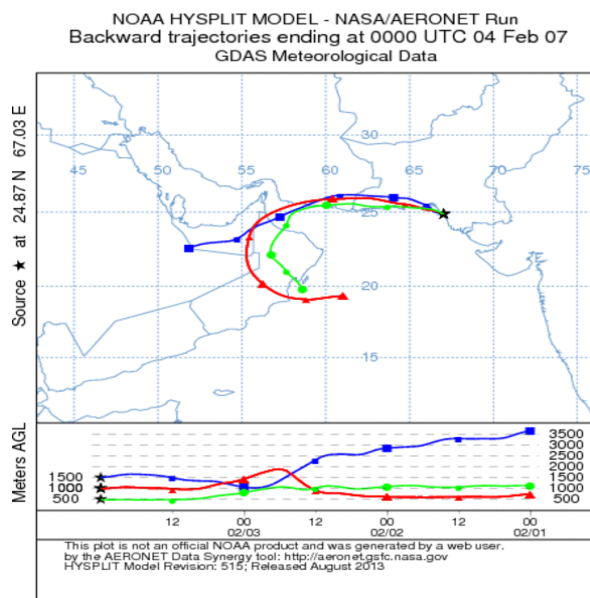 NOAA HYSPLIT MODEL - NASA/AERONET Run
Backward trajectories ending at 0000 UTC 04 Feb 07
GDAS Meteorological Data
Source ★ at 24.87 N 67.03 E
30
45 50 55 60 65 70 75
25
20
15
Meters AGL
1500
1000
500
3500
3000
2500
2000
1500
1000
500
12 00 12 00 12 00
02/03 02/02 02/01
This plot is not an official NOAA product and was generated by a web user.
by the AERONET Data Synergy tool: http://aeronet.gsfc.nasa.gov
HYSPLIT Model Revision: 515; Released August 2013